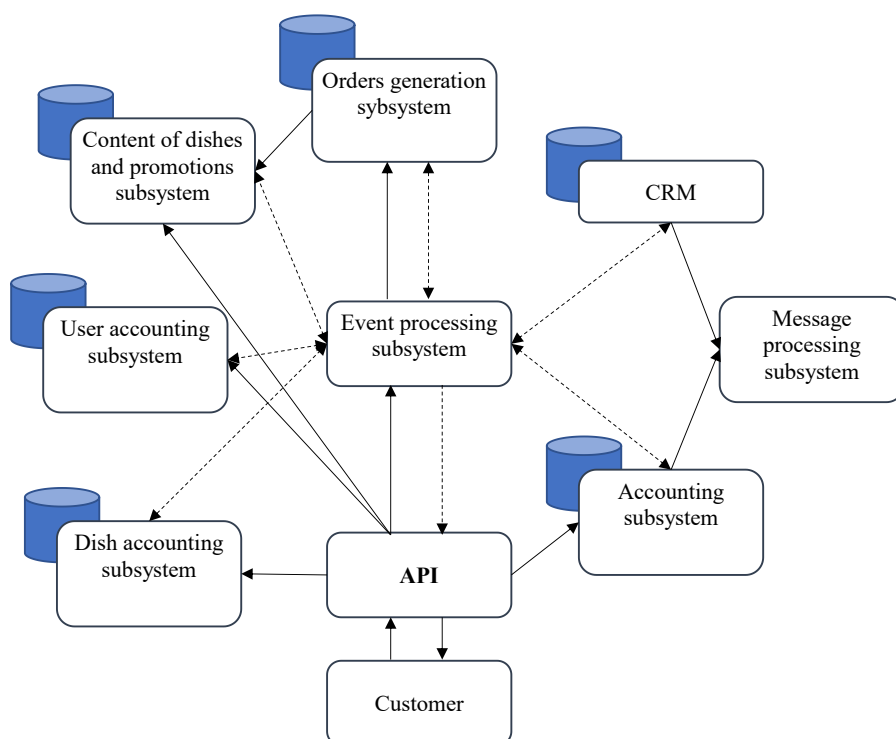 Orders generation
sybsystem
Content of dishes
and promotions
subsystem
CRM
User accounting
subsystem
Event processing
subsystem
Message
processing
subsystem
Accounting
subsystem
Dish accounting
subsystem
API
Customer